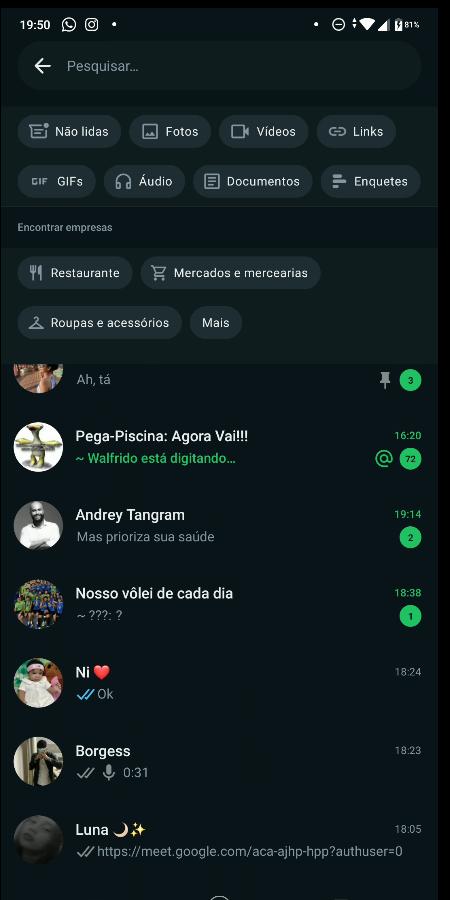 19:50
81%
Pesquisar...
Não lidas
Fotos
Vídeos
Links
GIF GIFs
Áudio
Documentos
Enquetes
Encontrar empresas
Restaurante
Mercados e mercearias
Roupas e acessórios
Mais
Ah, tá
3
Pega-Piscina: Agora Vai!!!
16:20
~ Walfrido está digitando...
@ 72
Andrey Tangram
19:14
Mas prioriza sua saúde
2
Nosso vôlei de cada dia
18:38
~ ???: ?
1
Ni ❤️
18:24
Ok
Borgess
18:23
0:31
Luna 🌙✨
18:05
https://meet.google.com/aca-ajhp-hpp?authuser=0